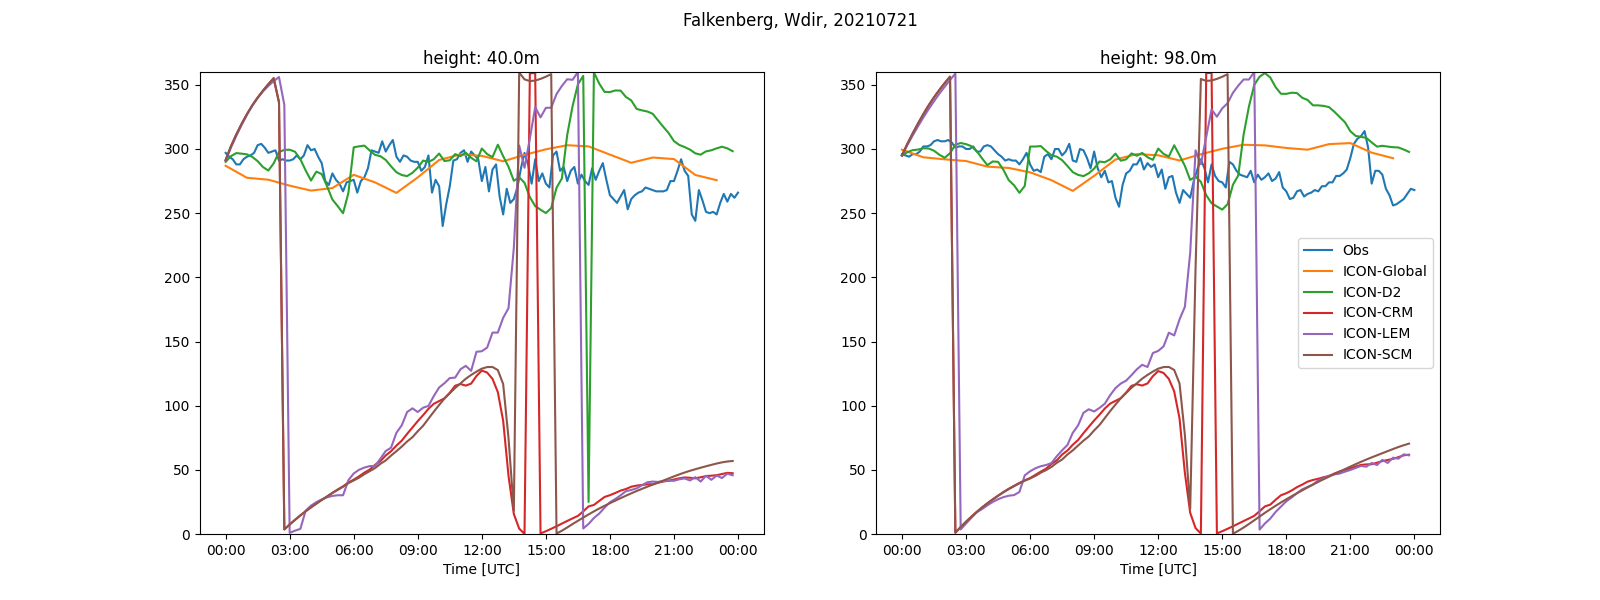 Falkenberg, Wdir, 20210721
height: 40.0m
350
300
250
200
150
100
50
0
00:00 03:00 06:00 09:00 12:00 15:00 18:00 21:00 00:00
Time [UTC]
height: 98.0m
350
300
250
200
150
100
50
0
Obs
ICON-Global
ICON-D2
ICON-CRM
ICON-LEM
ICON-SCM
00:00 03:00 06:00 09:00 12:00 15:00 18:00 21:00 00:00
Time [UTC]